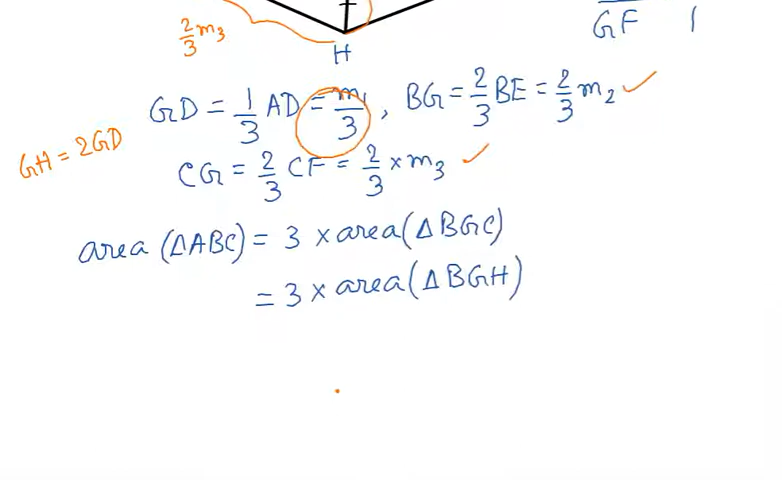 2/3 m3
H
GF 1
GD = 1/3 AD = m1/3 , BG = 2/3 BE = 2/3 m2 ✓
GH = 2GD
CG = 2/3 CF = 2/3 × m3 ✓
area (ΔABC) = 3 × area (ΔBGC)
= 3 × area (ΔBGH)